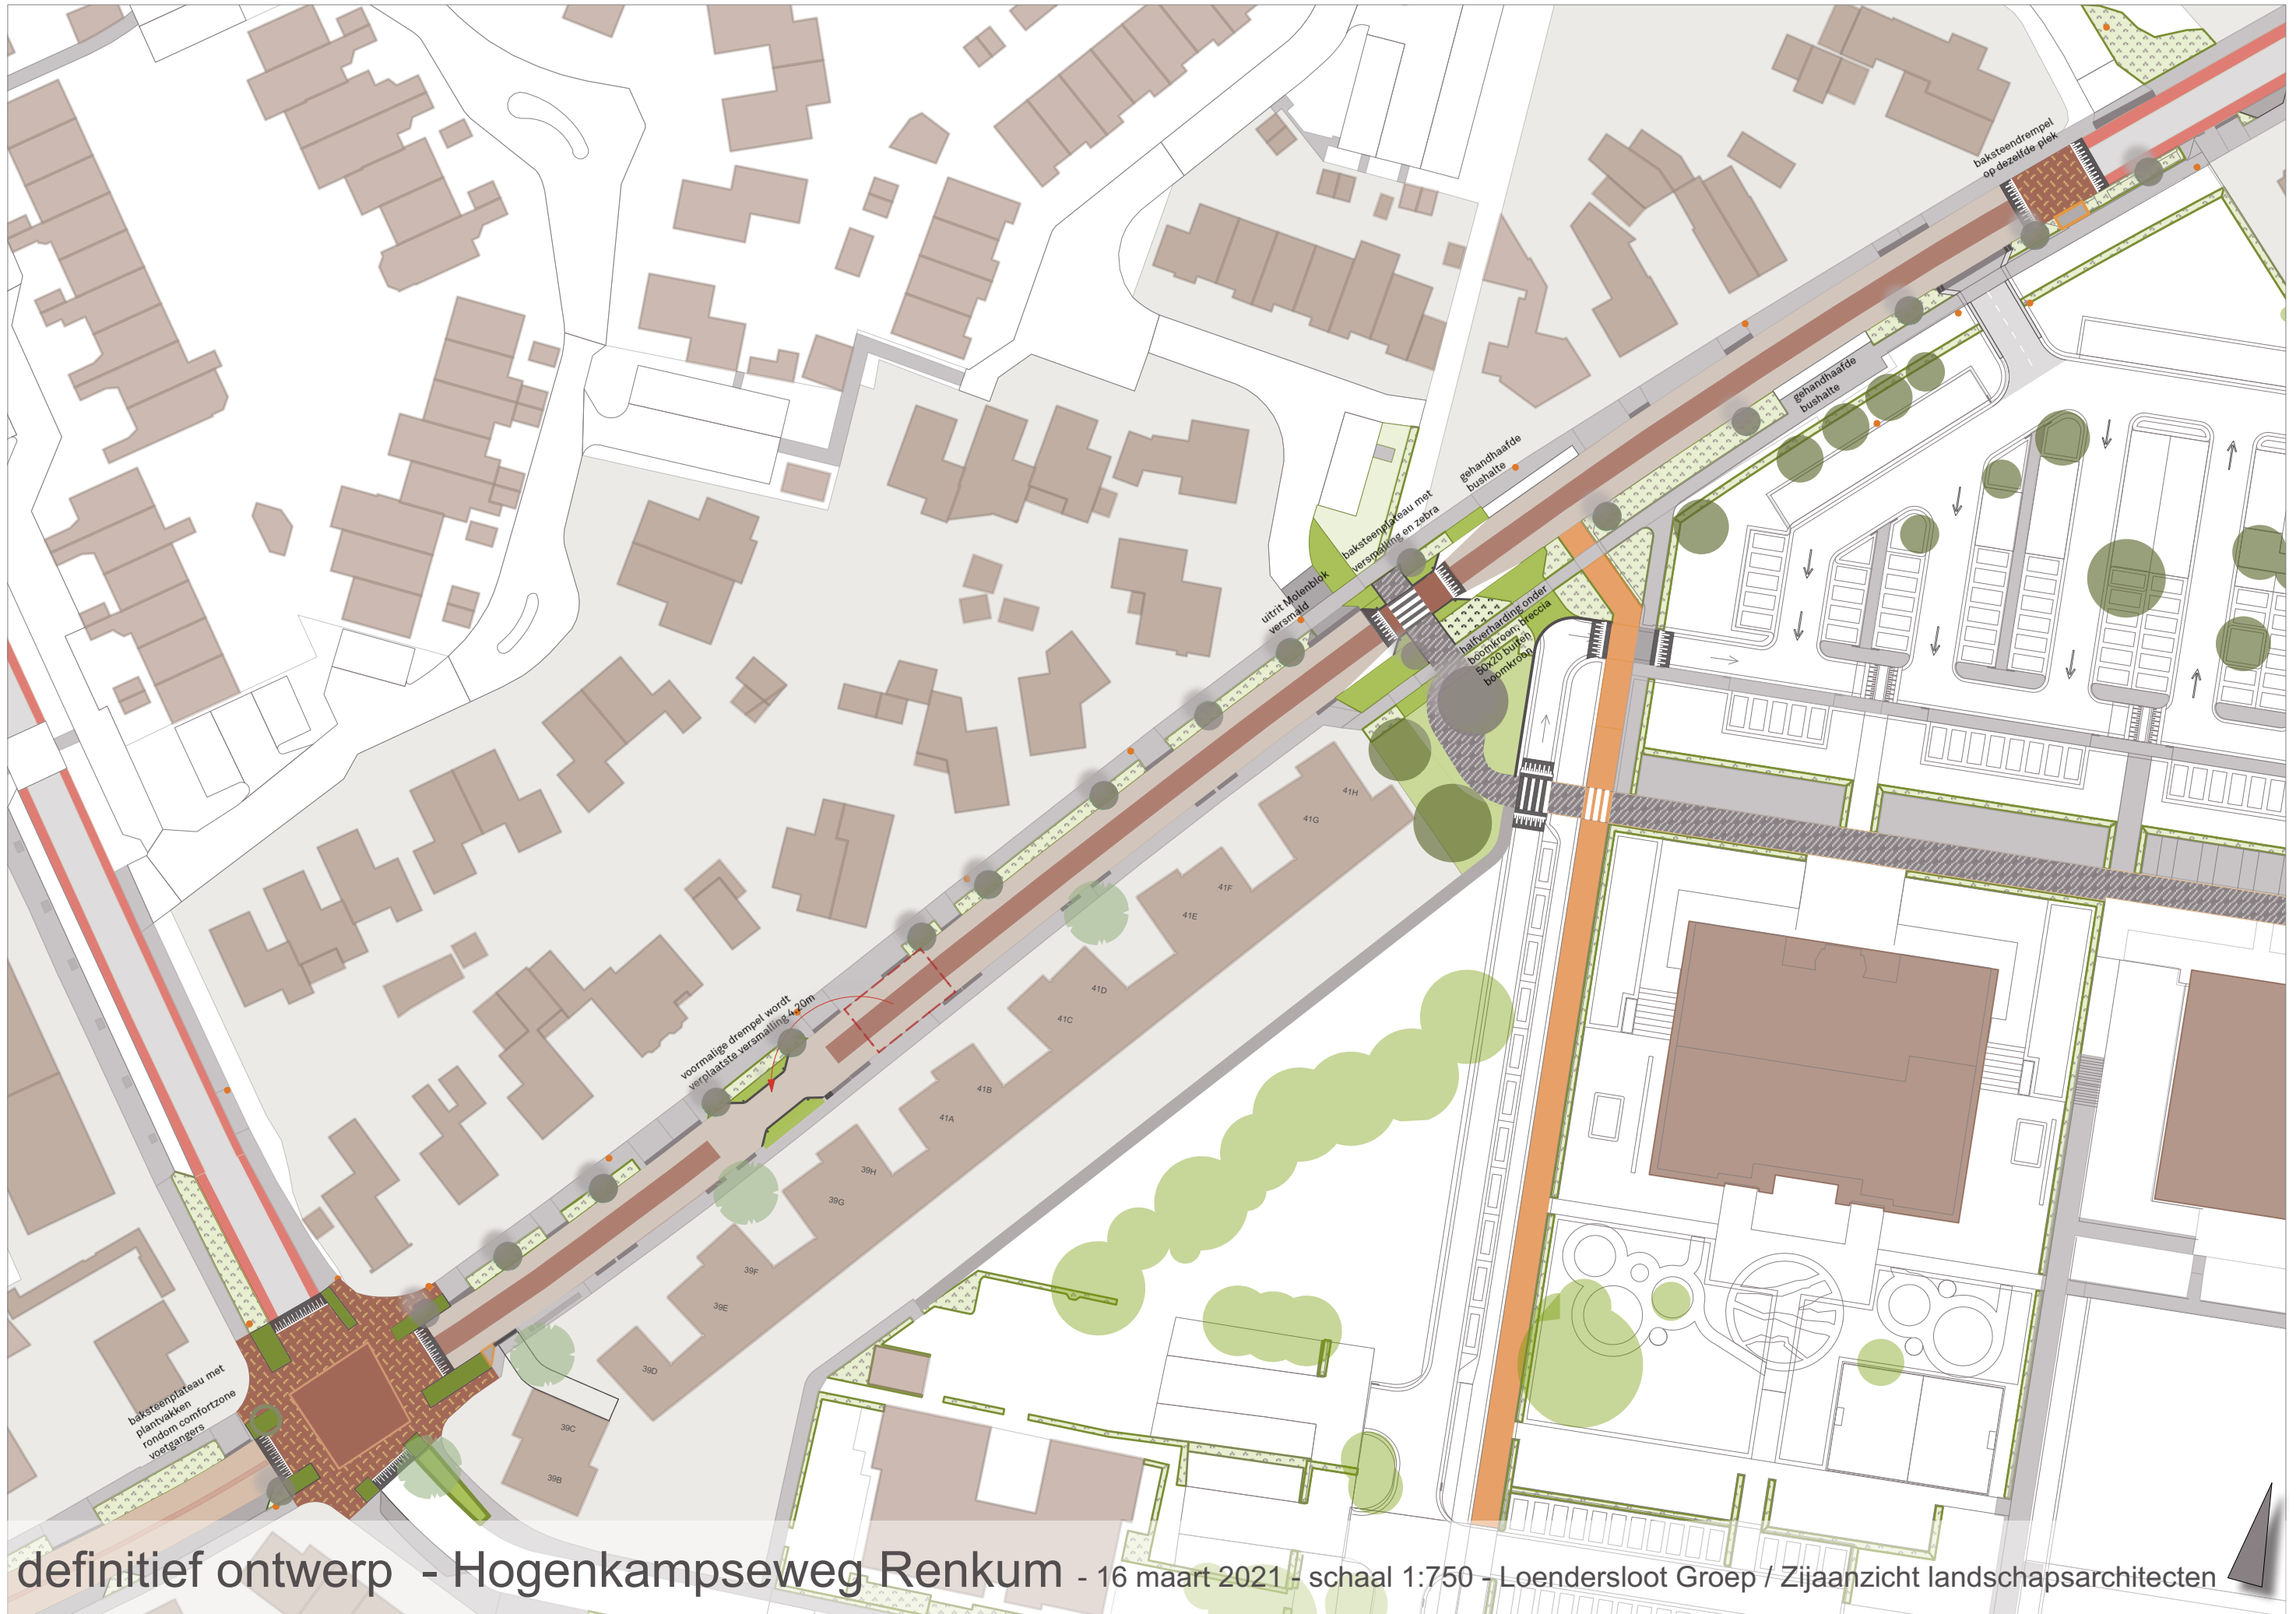 baksteendrempel
op dezelfde plek
gehandhaafde
bushalte
gehandhaafde
bushalte
baksteenplateau met
versmalling en zebra
uitrit Molenblok
versmald
halfverharding onder
boomkroon; breccia
50x20 buiten
boomkroon
41H
41G
41F
41E
41D
41C
voormalige drempel wordt
verplaatste versmalling 4.20m
41B
41A
39H
39G
39F
39E
39D
39C
39B
baksteenplateau met
plantvakken
rondom comfortzone
voetgangers
definitief ontwerp - Hogenkampseweg Renkum - 16 maart 2021 - schaal 1:750 - Loendersloot Groep / Zijaanzicht landschapsarchitecten